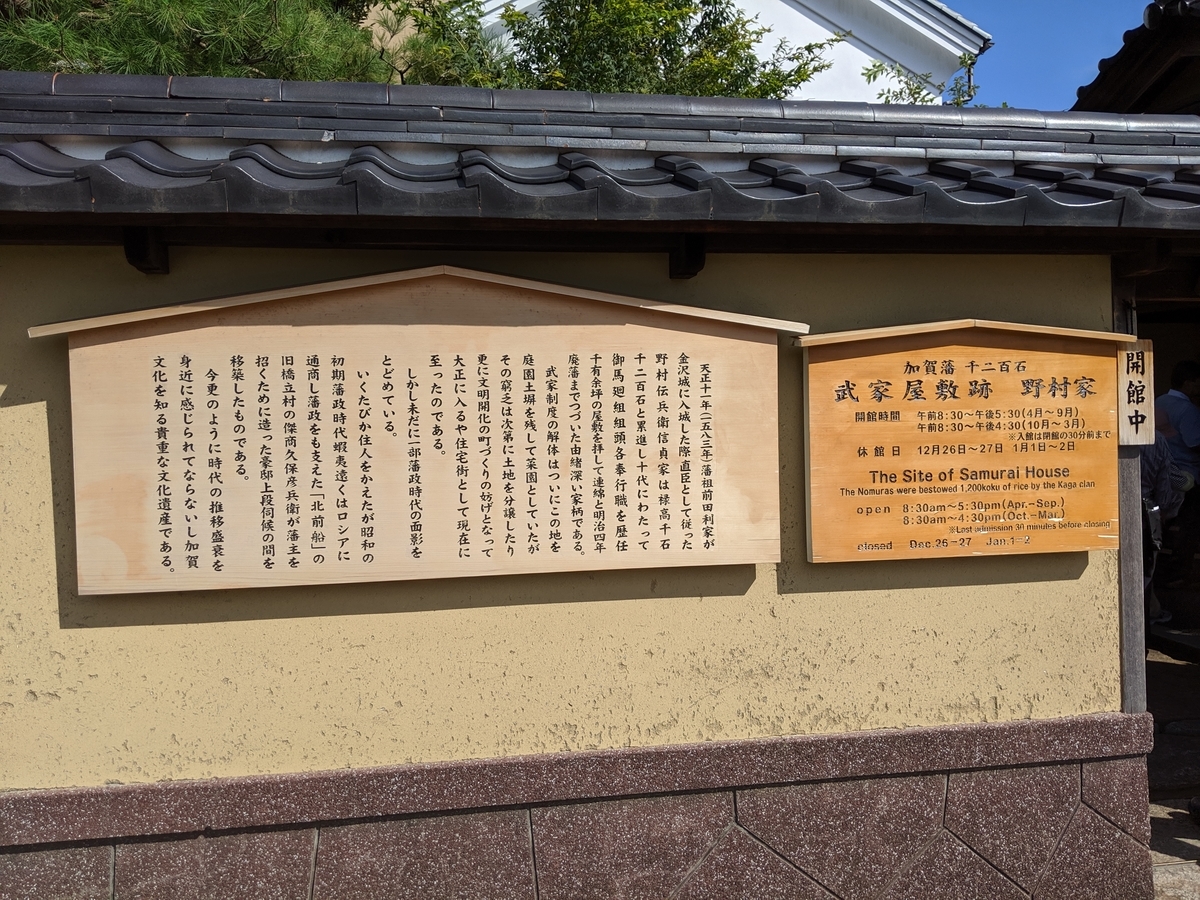 天正十一年(一五八三年)藩祖前田利家が
金沢城に入城した際直臣として従った
野村伝兵衛信貞家は禄高千石
千二百石と累進し十代にわたって
御馬廻組組頭各奉行職を歴任
千有余坪の屋敷を拝して連綿と明治四年
廃藩までつづいた由緒深い家柄である。
武家制度の解体はついにこの地を
庭園土塀を残して菜園としていたが
その窮乏は次第に土地を分譲したり
更に文明開化の町づくりの妨げとなって
大正に入るや住宅街として現在に
至ったのである。
しかし未だに一部藩政時代の面影を
とどめている。
いくたびか住人をかえたが昭和の
初期藩政時代蝦夷遠くはロシアに
通商し藩政をも支えた「北前船」の
旧橋立村の傑商久保彦兵衛が藩主を
招くために造った豪邸上段伺候の間を
移築したものである。
今更のように時代の推移盛衰を
身近に感じられてならないし加賀
文化を知る貴重な文化遺産である。
加賀藩 千二百石
武家屋敷跡 野村家
開館時間 午前8:30〜午後5:30(4月〜9月)
午前8:30〜午後4:30(10月〜3月)
※入館は閉館の30分前まで
休館日 12月26日〜27日 1月1日〜2日
The Site of Samurai House
The Nomuras were bestowed 1,200koku of rice by the Kaga clan
open 8:30am〜5:30pm(Apr.-Sep.)
8:30am〜4:30pm(Oct.-Mar.)
※Last admission 30 minutes before closing
closed Dec.26-27 Jan.1-2
開館中